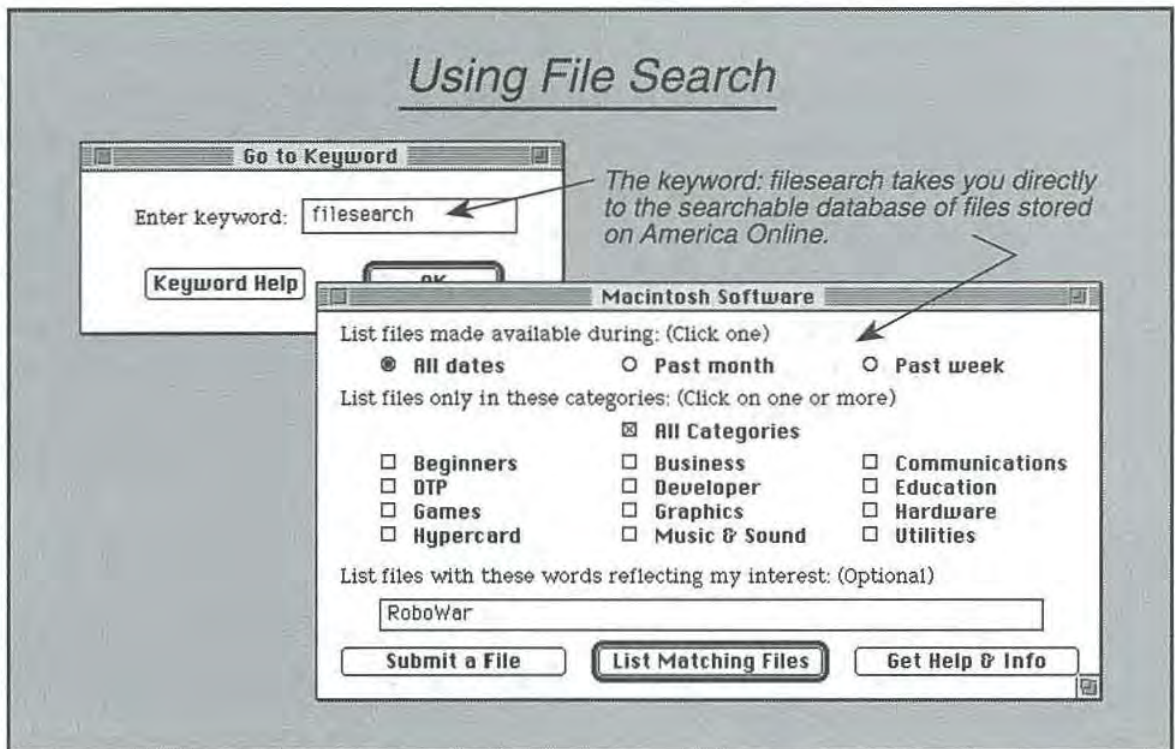 Using File Search
Go to Keyword
Enter keyword: filesearch
Keyword Help OK
The keyword: filesearch takes you directly
to the searchable database of files stored
on America Online.
Macintosh Software
List files made available during: (Click one)
All dates Past month Past week
List files only in these categories: (Click on one or more)
All Categories
Beginners Business Communications
DTP Developer Education
Games Graphics Hardware
Hypercard Music & Sound Utilities
List files with these words reflecting my interest: (Optional)
RoboWar
Submit a File List Matching Files Get Help & Info